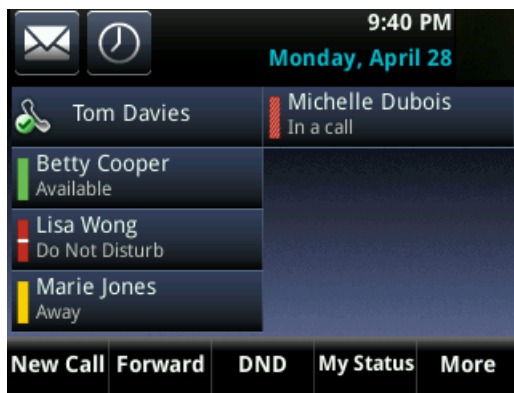 9:40 PM
Monday, April 28
Tom Davies
Michelle Dubois
In a call
Betty Cooper
Available
Lisa Wong
Do Not Disturb
Marie Jones
Away
New Call Forward DND My Status More